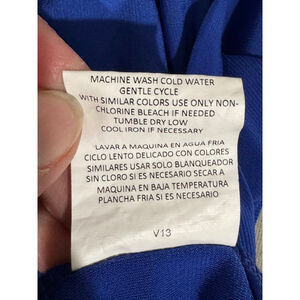 MACHINE WASH COLD WATER
GENTLE CYCLE
WITH SIMILAR COLORS USE ONLY NON-
CHLORINE BLEACH IF NEEDED
TUMBLE DRY LOW
COOL IRON IF NECESSARY
LAVAR A MAQUINA EN AGUA FRIA
CICLO LENTO DELICADO CON COLORES
SIMILARES USAR SOLO BLANQUEADOR
SIN CLORO SI ES NECESARIO SECAR A
MAQUINA EN BAJA TEMPERATURA
PLANCHA FRIA SI ES NECESARIO
V13